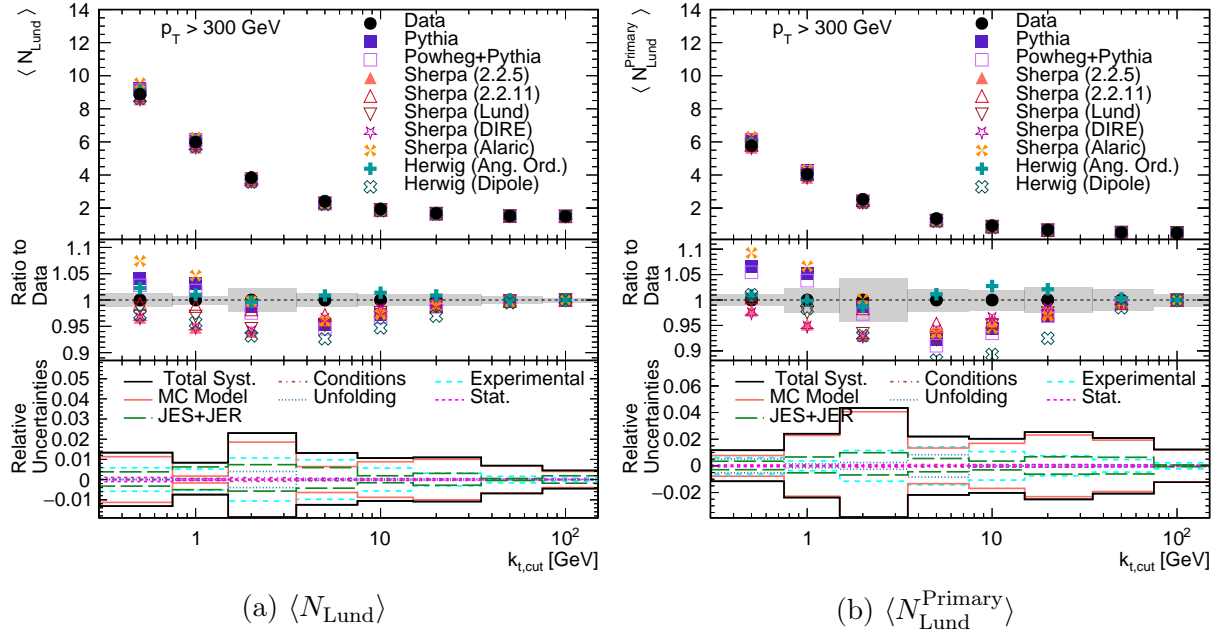 ⟨ N_Lund ⟩
p_T > 300 GeV
14
12
10
8
6
4
2
Data
Pythia
Powheg+Pythia
Sherpa (2.2.5)
Sherpa (2.2.11)
Sherpa (Lund)
Sherpa (DIRE)
Sherpa (Alaric)
Herwig (Ang. Ord.)
Herwig (Dipole)
Ratio to
Data
1.1
1.05
1
0.95
0.9
Relative
Uncertainties
0.05
0.04
0.03
0.02
0.01
0
−0.01
Total Syst.
Conditions
Experimental
MC Model
Unfolding
Stat.
JES+JER
1
10
10^2
k_t,cut [GeV]
(a) ⟨N_Lund⟩
⟨ N_Lund^Primary ⟩
p_T > 300 GeV
14
12
10
8
6
4
2
Data
Pythia
Powheg+Pythia
Sherpa (2.2.5)
Sherpa (2.2.11)
Sherpa (Lund)
Sherpa (DIRE)
Sherpa (Alaric)
Herwig (Ang. Ord.)
Herwig (Dipole)
Ratio to
Data
1.1
1.05
1
0.95
0.9
Relative
Uncertainties
0.06
0.04
0.02
0
−0.02
Total Syst.
Conditions
Experimental
MC Model
Unfolding
Stat.
JES+JER
1
10
10^2
k_t,cut [GeV]
(b) ⟨N_Lund^Primary⟩